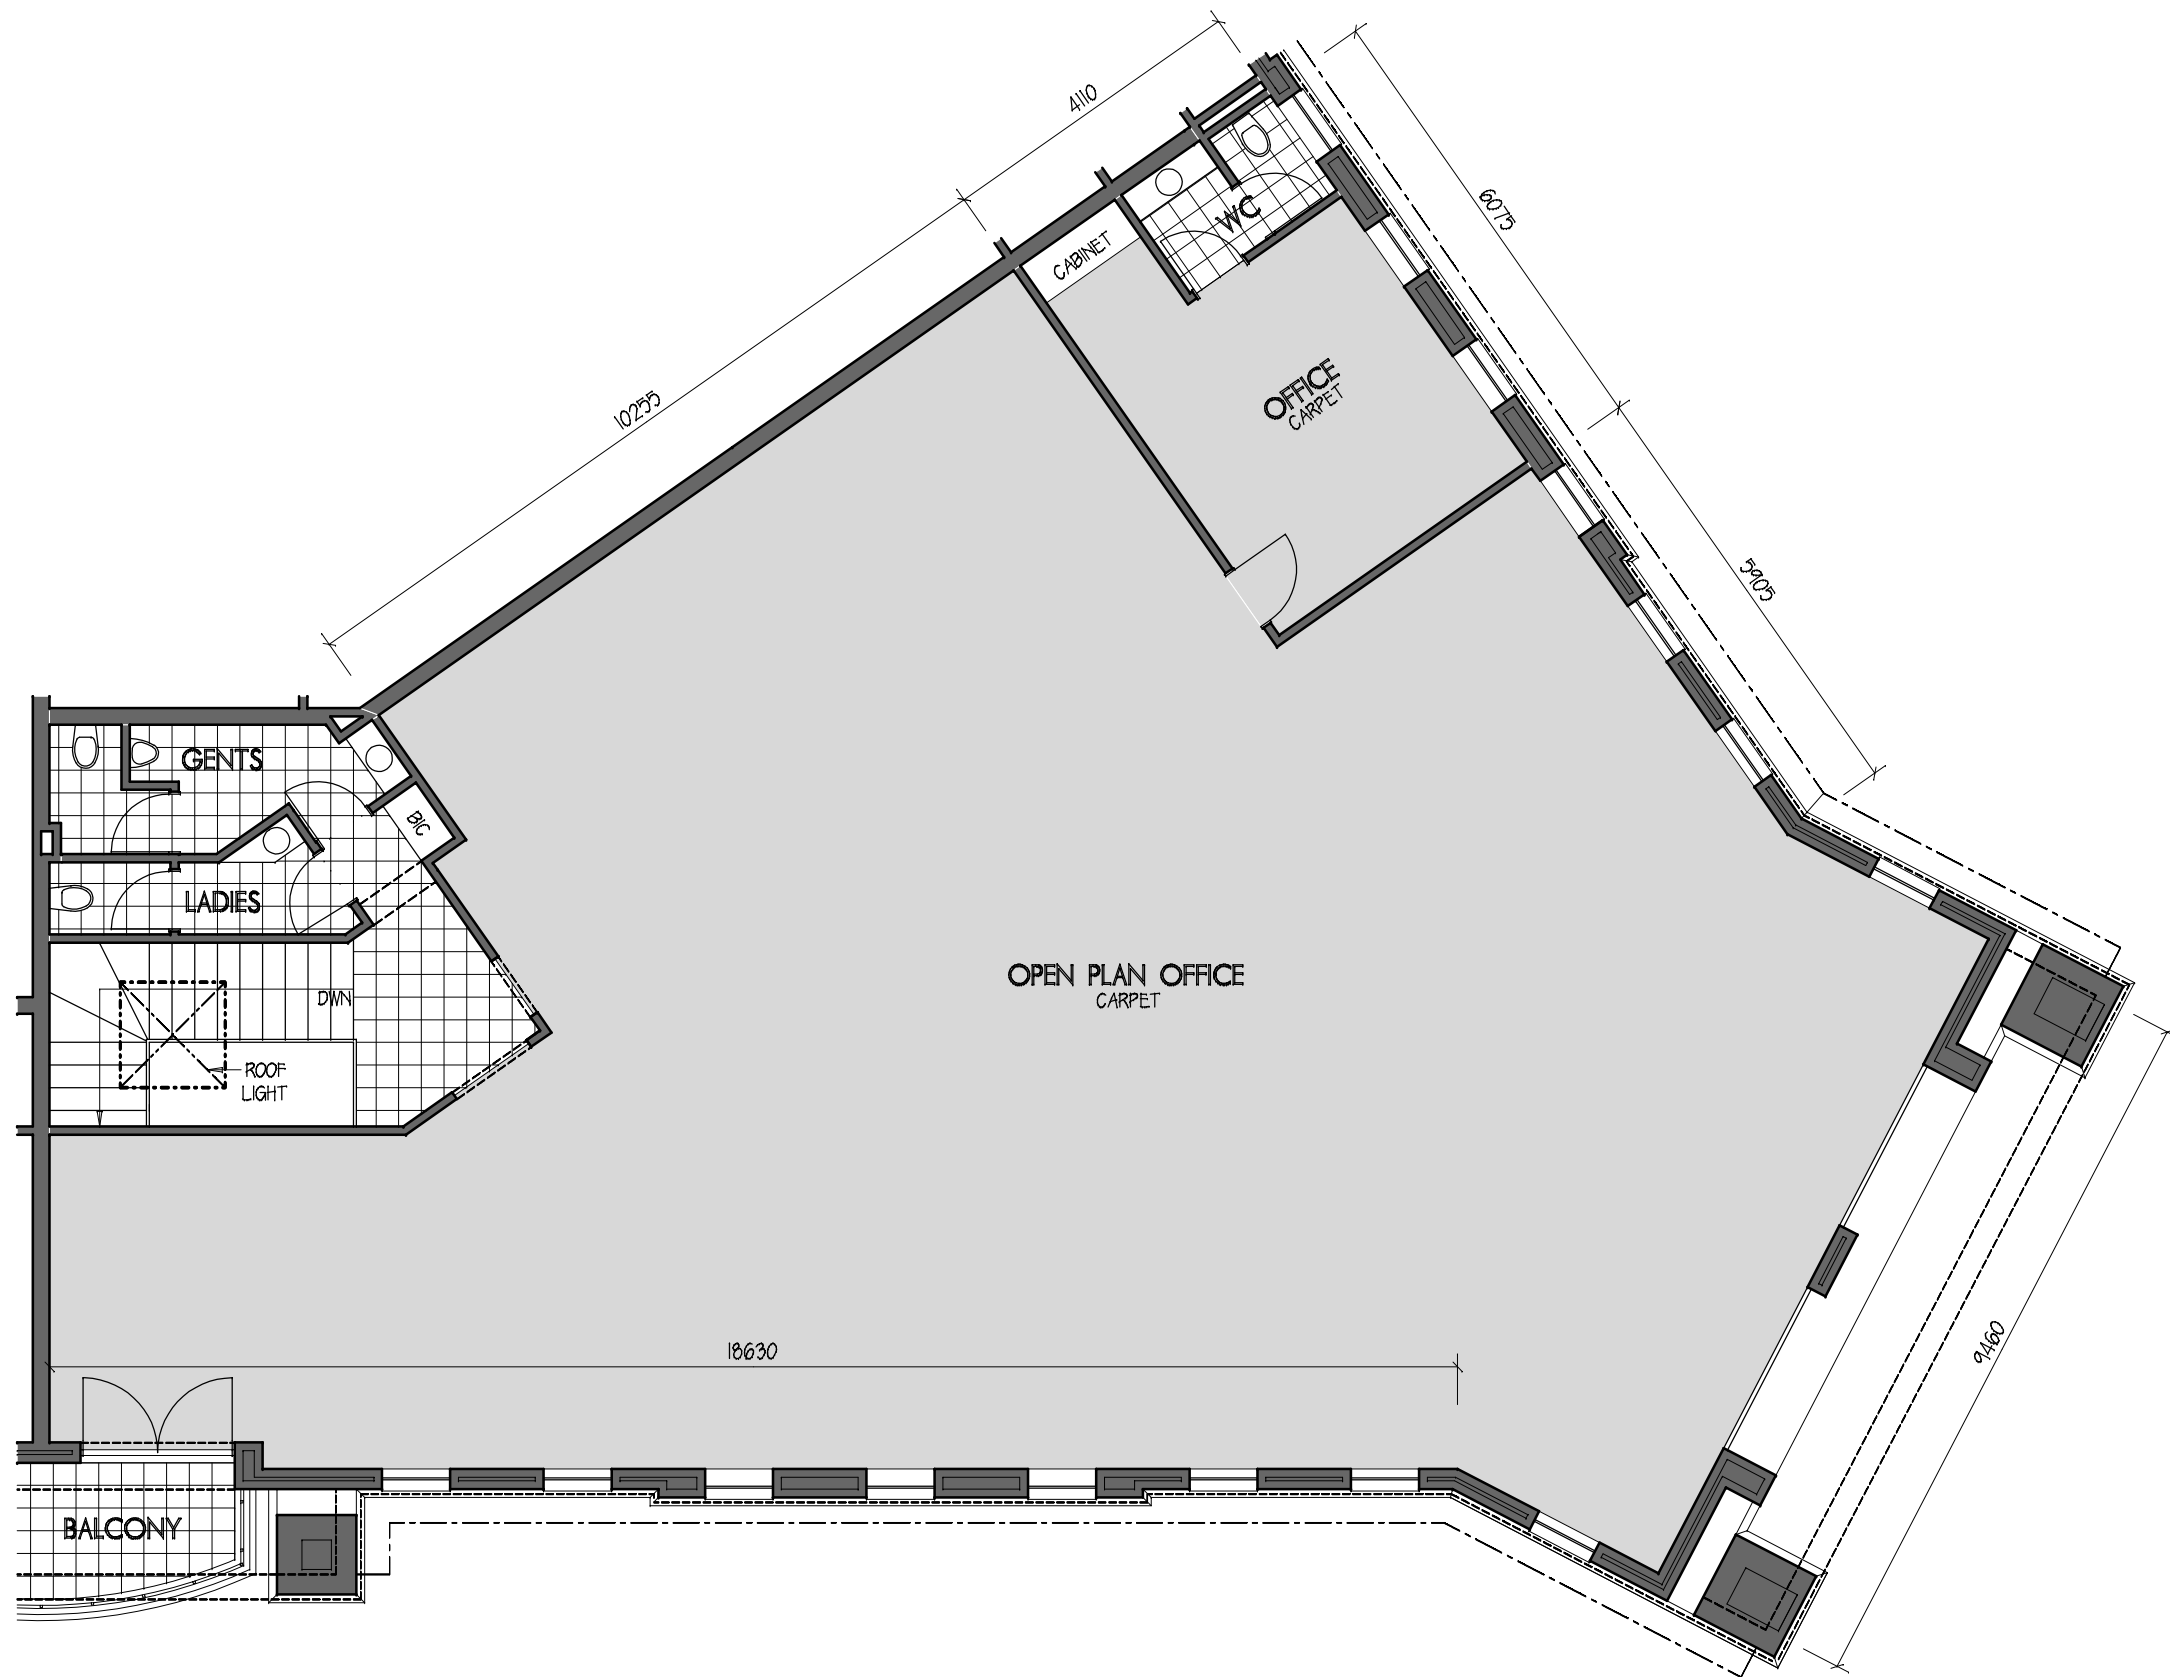 4110
6075
WC
CABINET
OFFICE
CARPET
10255
5905
GENTS
BIC
LADIES
OPEN PLAN OFFICE
CARPET
DWN
ROOF
LIGHT
18630
9460
BALCONY